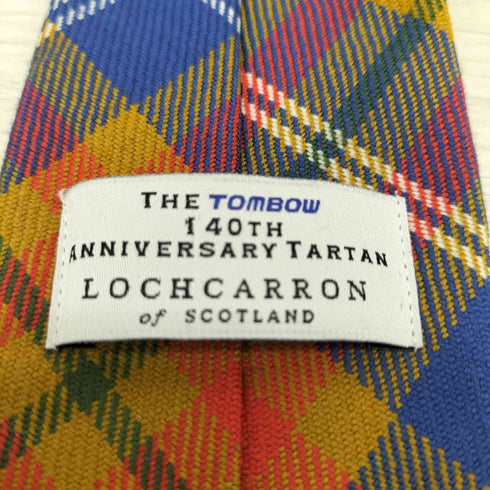 THE TOMBOW
140TH
ANNIVERSARY TARTAN
LOCHCARRON
of SCOTLAND